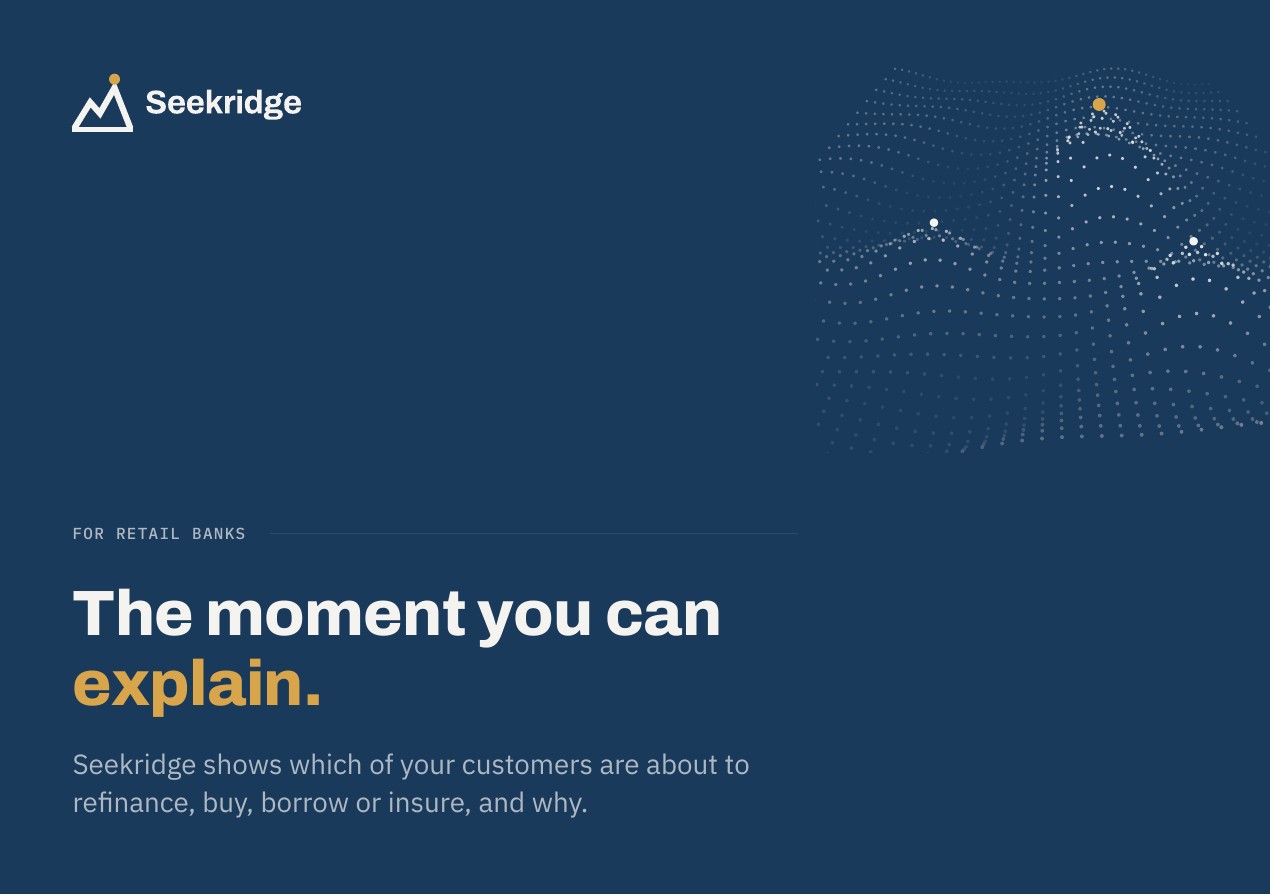 Seekridge
FOR RETAIL BANKS
The moment you can
explain.
Seekridge shows which of your customers are about to
refinance, buy, borrow or insure, and why.